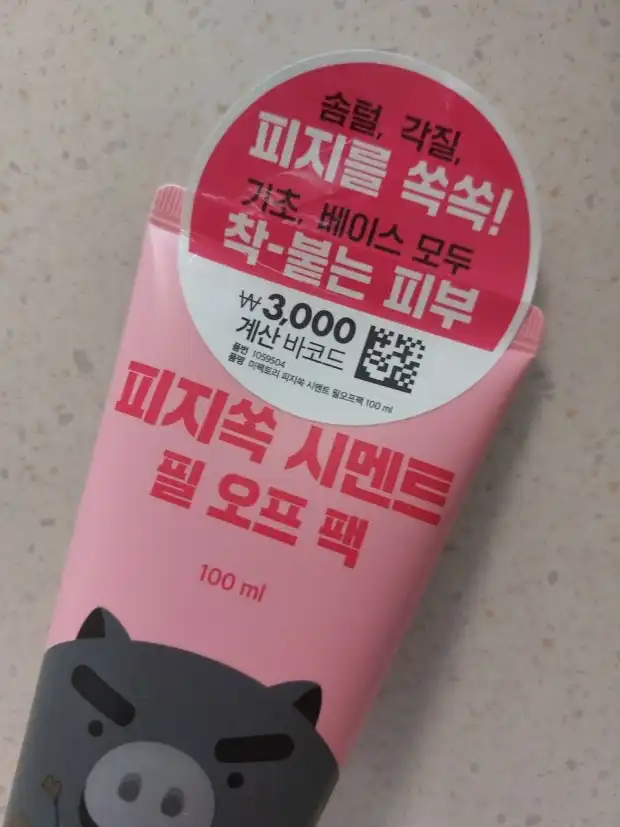 솜털, 각질,
피지를 쏙쏙!
기초, 베이스 모두
착-붙는 피부
₩3,000
계산 바코드
품번 1059504
품명 미팩토리 피지쏙 시멘트 필오프팩 100 ml
피지쏙 시멘트
필 오프 팩
100 ml